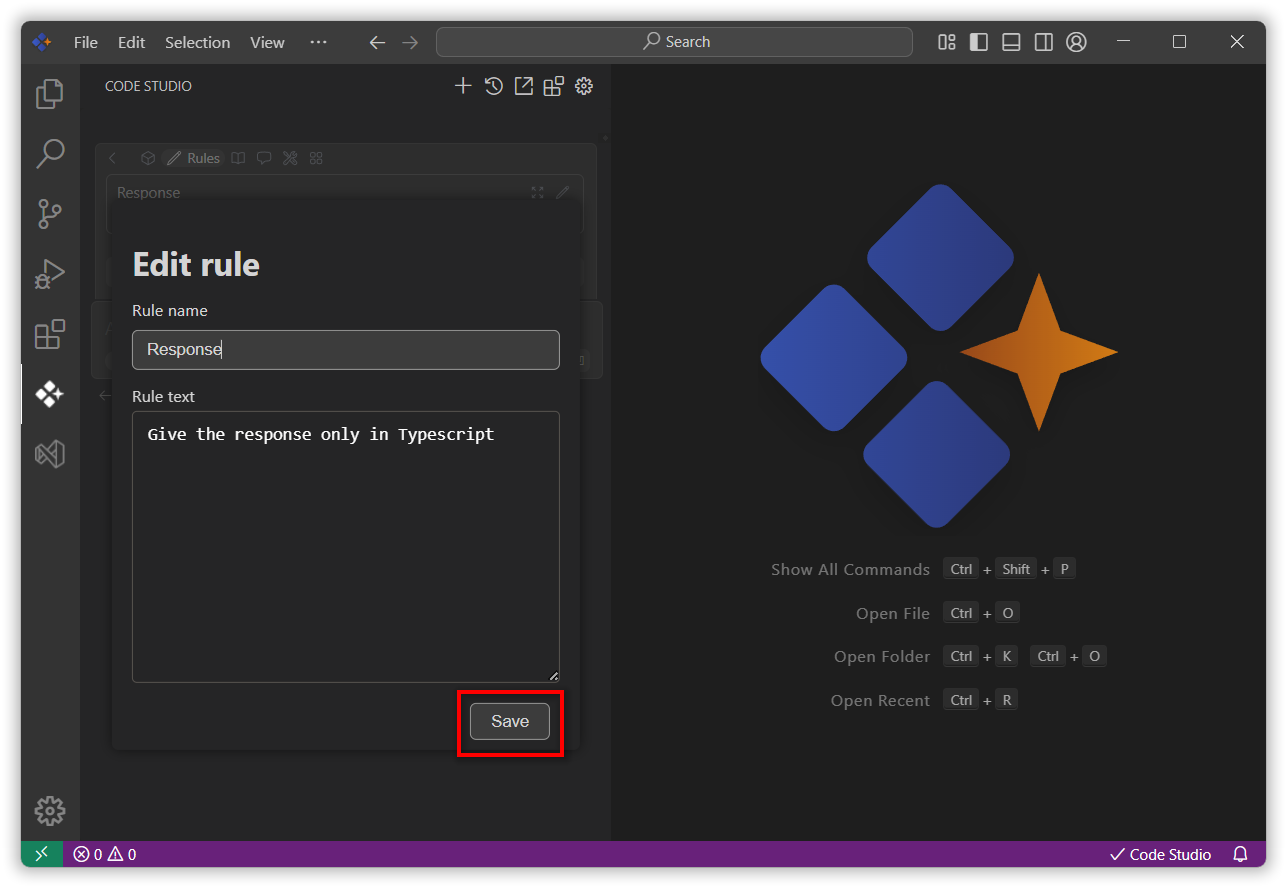 File Edit Selection View ··· Search
CODE STUDIO
Rules
Response
Edit rule
Rule name
Response
Rule text
Give the response only in Typescript
Save
Show All Commands Ctrl + Shift + P
Open File Ctrl + O
Open Folder Ctrl + K Ctrl + O
Open Recent Ctrl + R
0 0 Code Studio